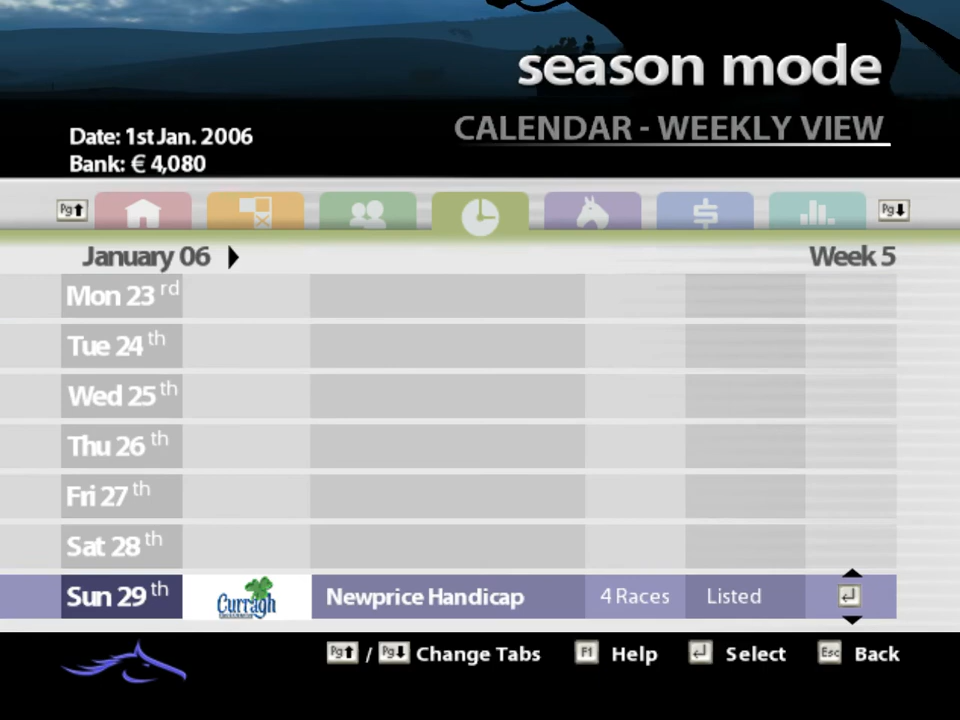 season mode
CALENDAR - WEEKLY VIEW
Date: 1st Jan. 2006
Bank: € 4,080
Pg⬆ Pg⬇
January 06 Week 5
Mon 23rd
Tue 24th
Wed 25th
Thu 26th
Fri 27th
Sat 28th
Sun 29th Curragh Newprice Handicap 4 Races Listed
Pg⬆ / Pg⬇ Change Tabs F1 Help Select Esc Back